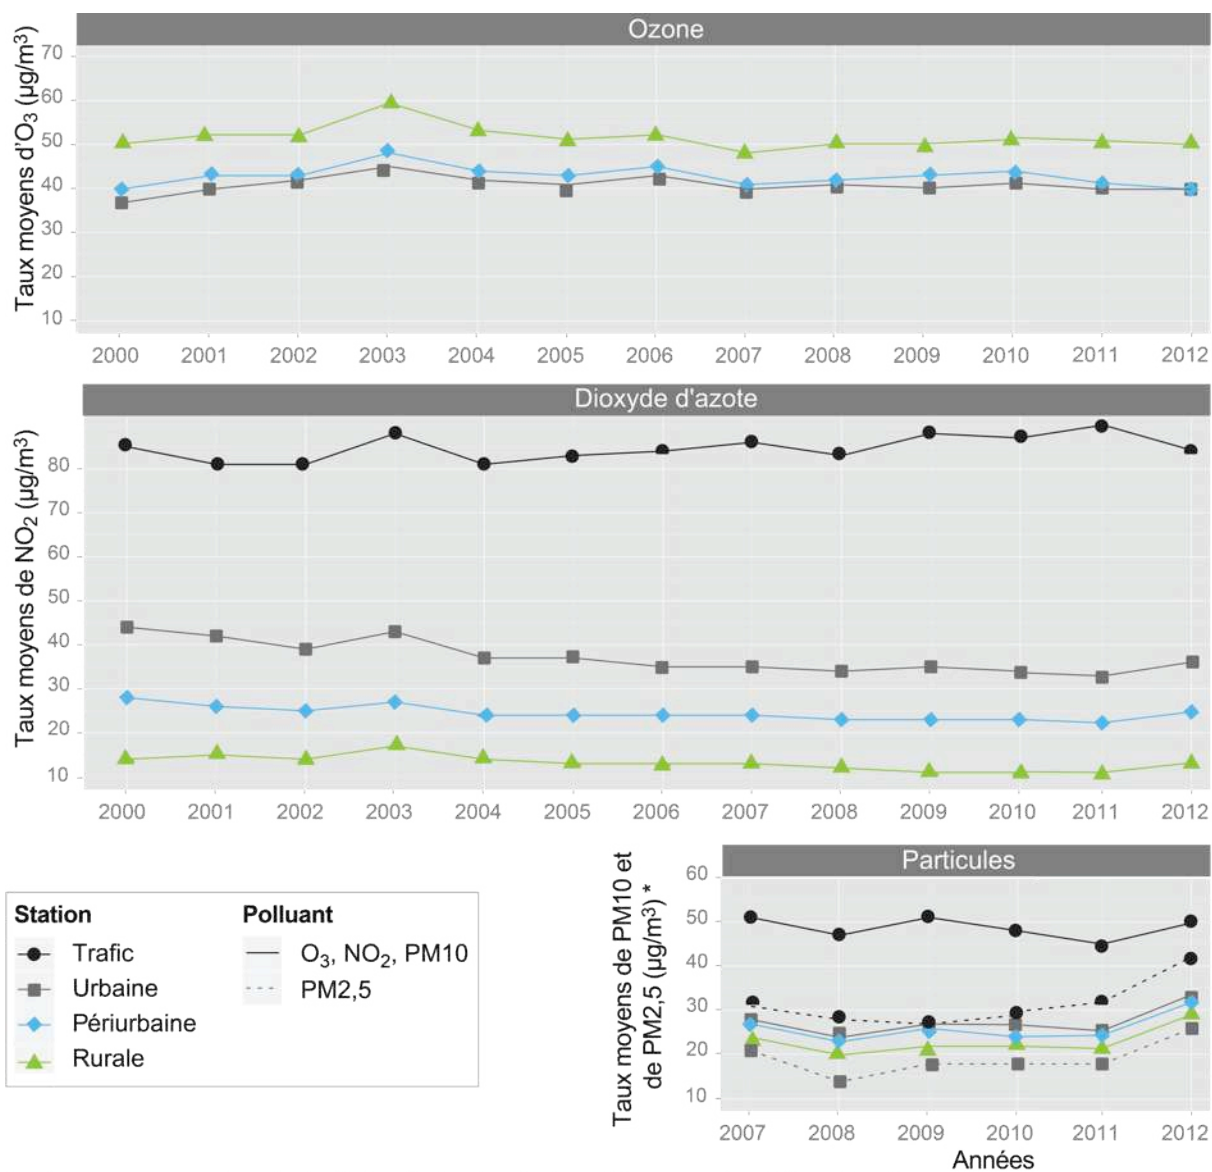 Ozone
Taux moyens d'O3 (µg/m³)
70
60
50
40
30
20
10
2000 2001 2002 2003 2004 2005 2006 2007 2008 2009 2010 2011 2012
Dioxyde d'azote
Taux moyens de NO2 (µg/m³)
80
70
60
50
40
30
20
10
2000 2001 2002 2003 2004 2005 2006 2007 2008 2009 2010 2011 2012
Station
Trafic
Urbaine
Périurbaine
Rurale
Polluant
O3, NO2, PM10
PM2,5
Particules
Taux moyens de PM10 et
de PM2,5 (µg/m³) *
60
50
40
30
20
10
2007 2008 2009 2010 2011 2012
Années